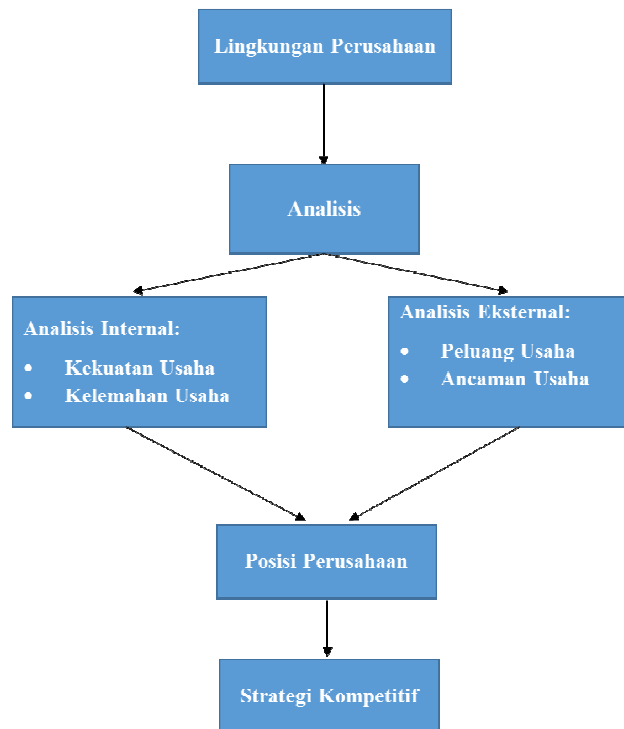 Lingkungan Perusahaan
Analisis
Analisis Internal:
• Kekuatan Usaha
• Kelemahan Usaha
Analisis Eksternal:
• Peluang Usaha
• Ancaman Usaha
Posisi Perusahaan
Strategi Kompetitif